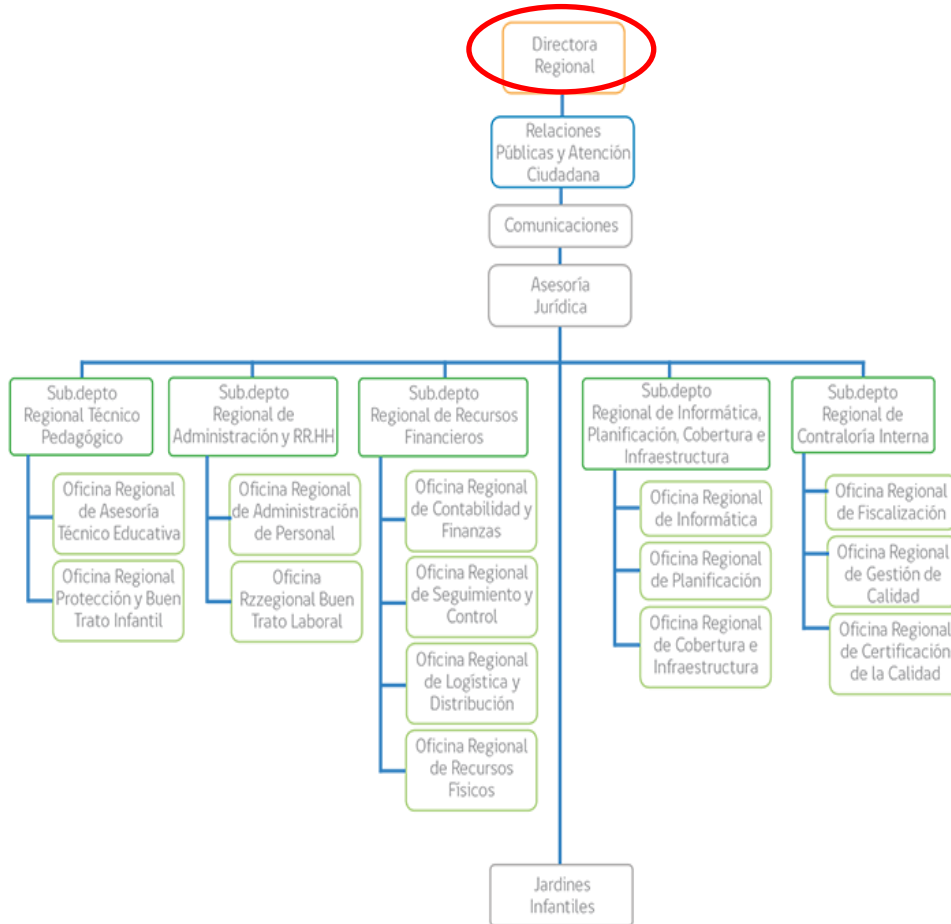 Directora
Regional
Relaciones
Públicas y Atención
Ciudadana
Comunicaciones
Asesoría
Jurídica
Sub.depto
Regional Técnico
Pedagógico
Oficina Regional
de Asesoría
Técnico Educativa
Oficina Regional
Protección y Buen
Trato Infantil
Sub.depto
Regional de
Administración y RR.HH
Oficina Regional
de Administración
de Personal
Oficina
Rzzegional Buen
Trato Laboral
Sub.depto
Regional de Recursos
Financieros
Oficina Regional
de Contabilidad y
Finanzas
Oficina Regional
de Seguimiento y
Control
Oficina Regional
de Logística y
Distribución
Oficina Regional
de Recursos
Físicos
Sub.depto
Regional de Informática,
Planificación, Cobertura e
Infraestructura
Oficina Regional
de Informática
Oficina Regional
de Planificación
Oficina Regional
de Cobertura e
Infraestructura
Sub.depto
Regional de
Contraloría Interna
Oficina Regional
de Fiscalización
Oficina Regional
de Gestión de
Calidad
Oficina Regional
de Certificación
de la Calidad
Jardines
Infantiles